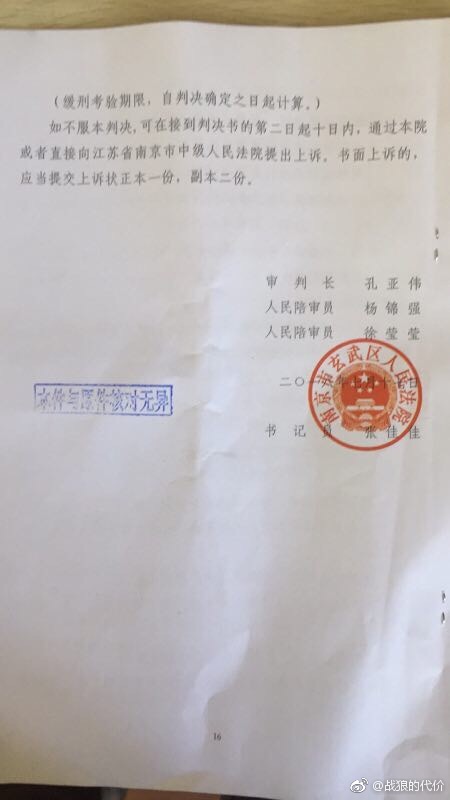 (缓刑考验期限，自判决确定之日起计算。)
如不服本判决，可在接到判决书的第二日起十日内，通过本院
或者直接向江苏省南京市中级人民法院提出上诉。书面上诉的，
应当提交上诉状正本一份，副本二份。
审判长 孔亚伟
人民陪审员 杨锦强
人民陪审员 徐莹莹
二〇 年 月十七日
南京市玄武区人民法院
本件与原件核对无异
书记员 张佳佳
16
@战狼的代价